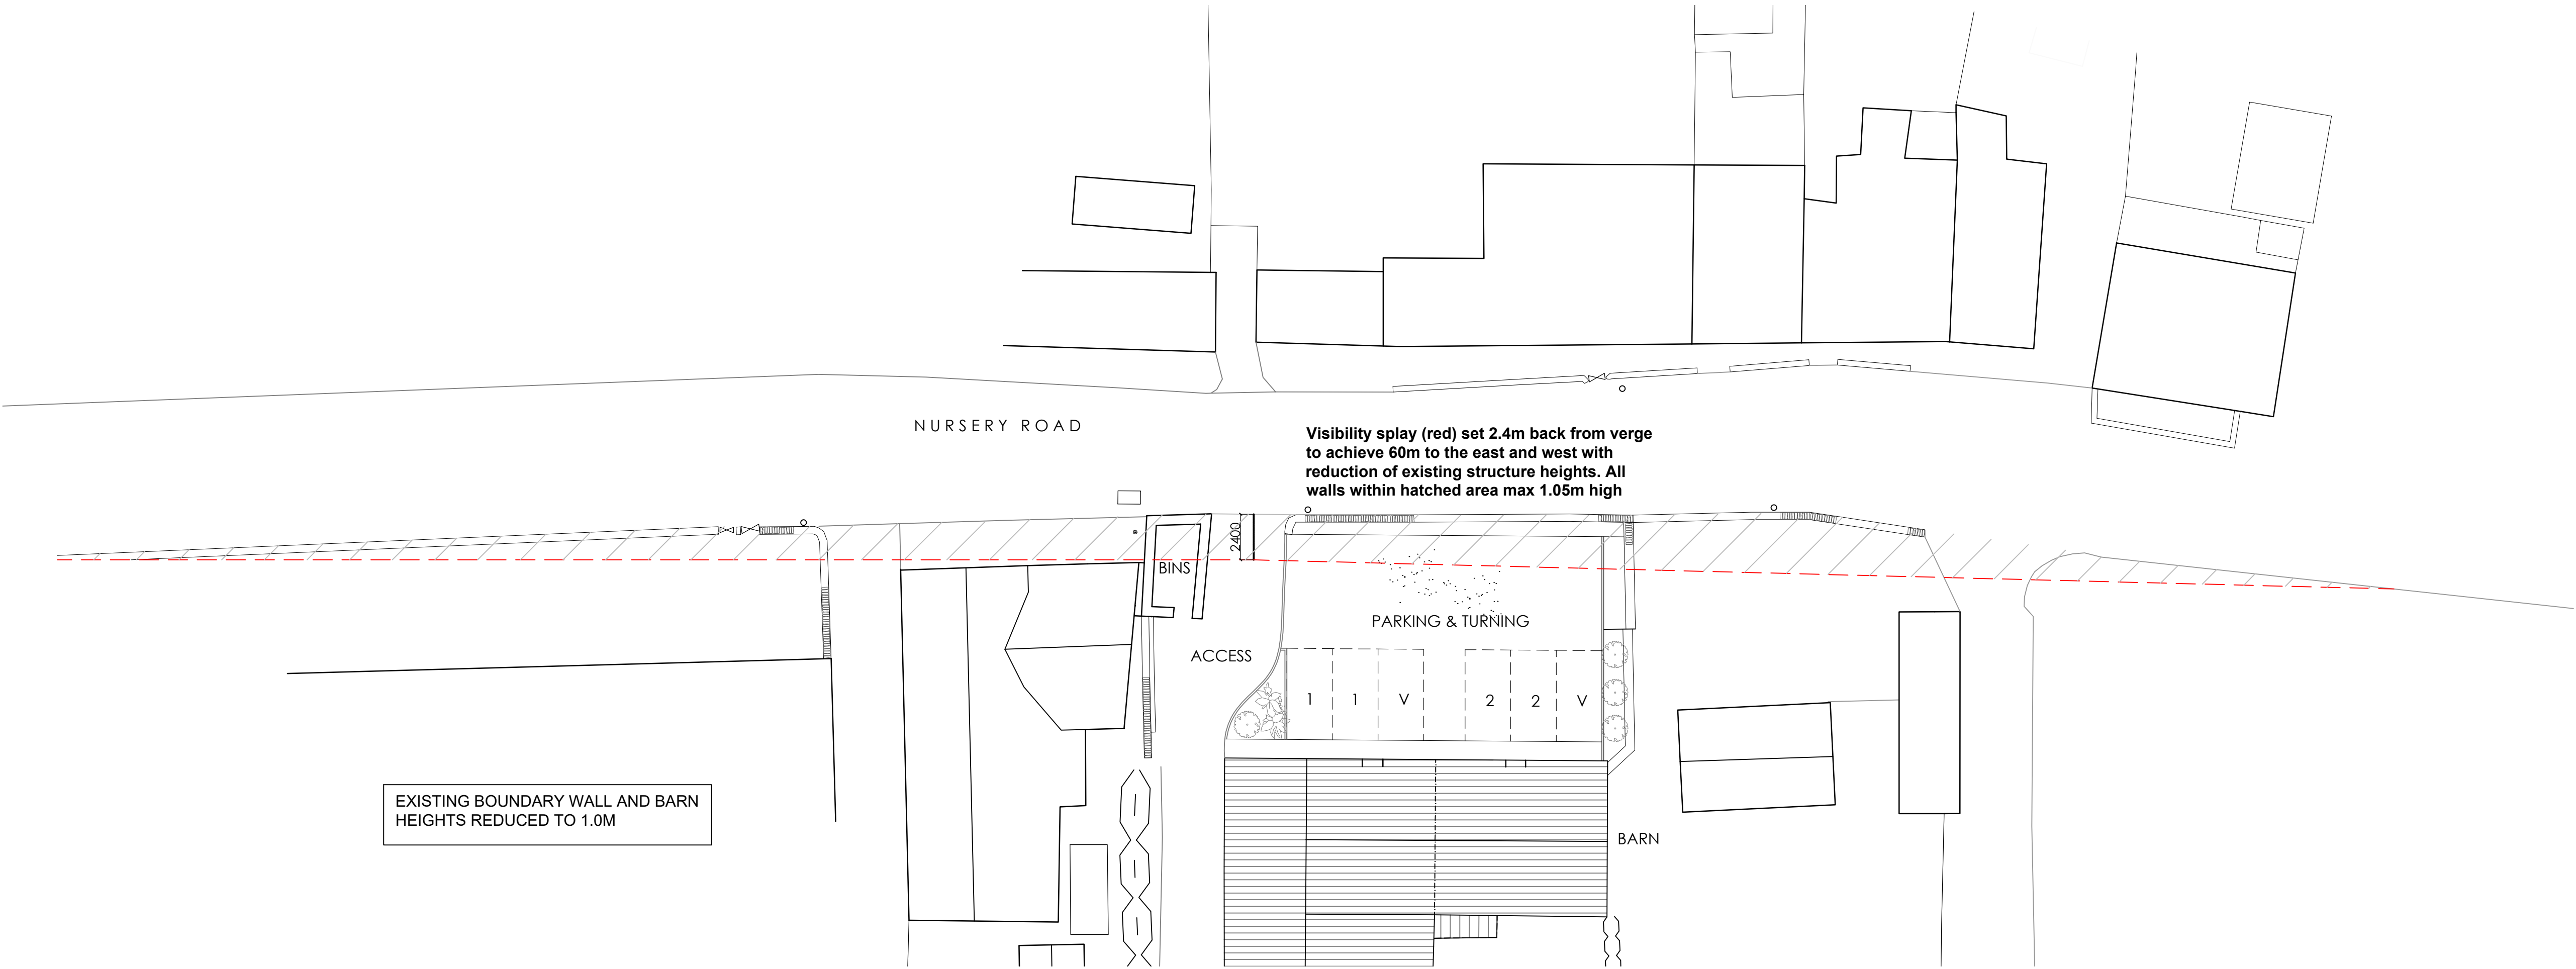 NURSERY ROAD
Visibility splay (red) set 2.4m back from verge
to achieve 60m to the east and west with
reduction of existing structure heights. All
walls within hatched area max 1.05m high
2400
BINS
PARKING & TURNING
ACCESS
1 1 V 2 2 V
EXISTING BOUNDARY WALL AND BARN
HEIGHTS REDUCED TO 1.0M
BARN